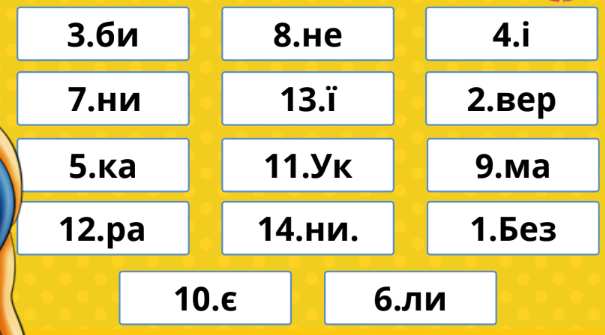 3.би 8.не 4.і
7.ни 13.ї 2.вер
5.ка 11.Ук 9.ма
12.ра 14.ни. 1.Без
10.є 6.ли